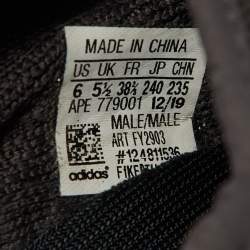 MADE IN CHINA
US UK FR JP CHN
6 5½ 38⅔ 240 235
APE 779001 12/19
MALE/MALE
ART FY2903
#124811536
adidas